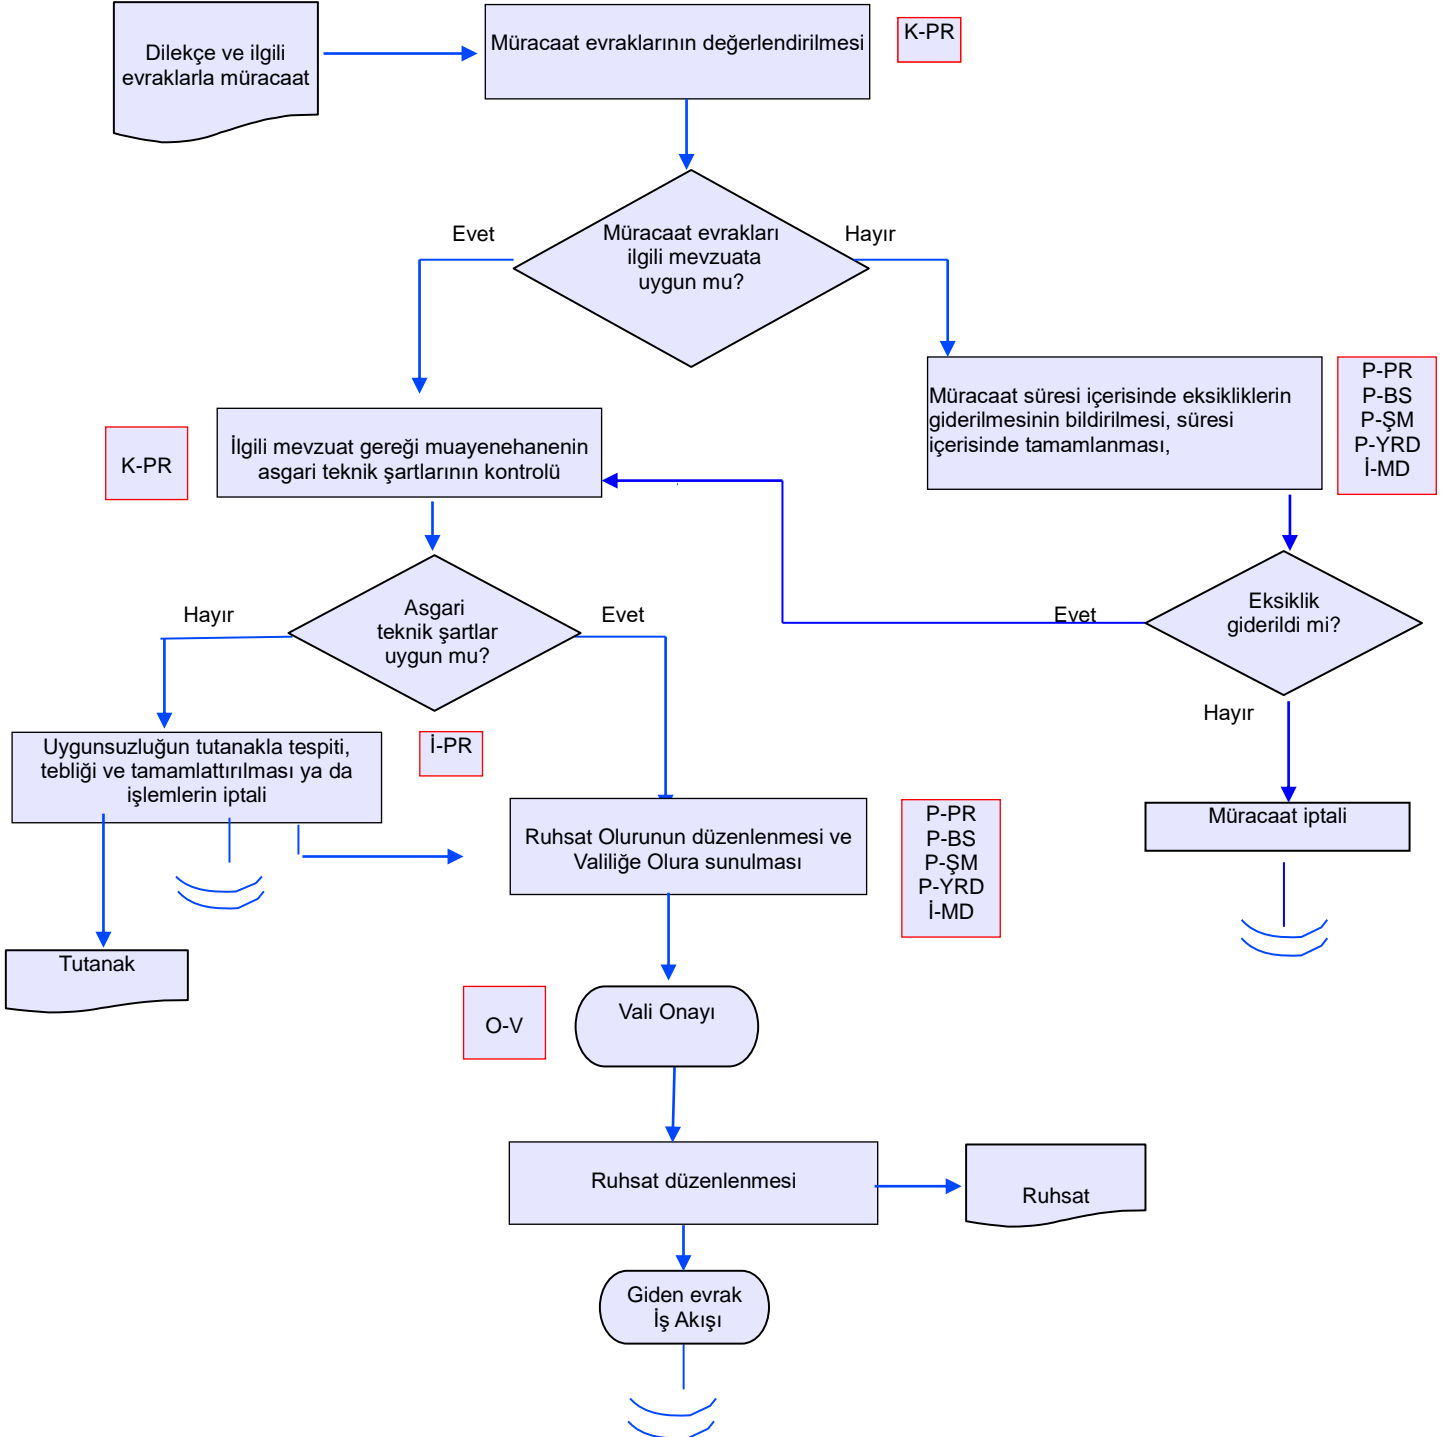 Dilekçe ve ilgili
evraklarla müracaat
Müracaat evraklarının değerlendirilmesi
K-PR
Evet
Müracaat evrakları
ilgili mevzuata
uygun mu?
Hayır
Müracaat süresi içerisinde eksikliklerin
giderilmesinin bildirilmesi, süresi
içerisinde tamamlanması,
P-PR
P-BS
P-ŞM
P-YRD
İ-MD
K-PR
İlgili mevzuat gereği muayenehanenin
asgari teknik şartlarının kontrolü
Hayır
Asgari
teknik şartlar
uygun mu?
Evet
Evet
Eksiklik
giderildi mi?
Hayır
Uygunsuzluğun tutanakla tespiti,
tebliği ve tamamlattırılması ya da
işlemlerin iptali
İ-PR
Ruhsat Olurunun düzenlenmesi ve
Valiliğe Olura sunulması
P-PR
P-BS
P-ŞM
P-YRD
İ-MD
Müracaat iptali
Tutanak
O-V
Vali Onayı
Ruhsat düzenlenmesi
Ruhsat
Giden evrak
İş Akışı